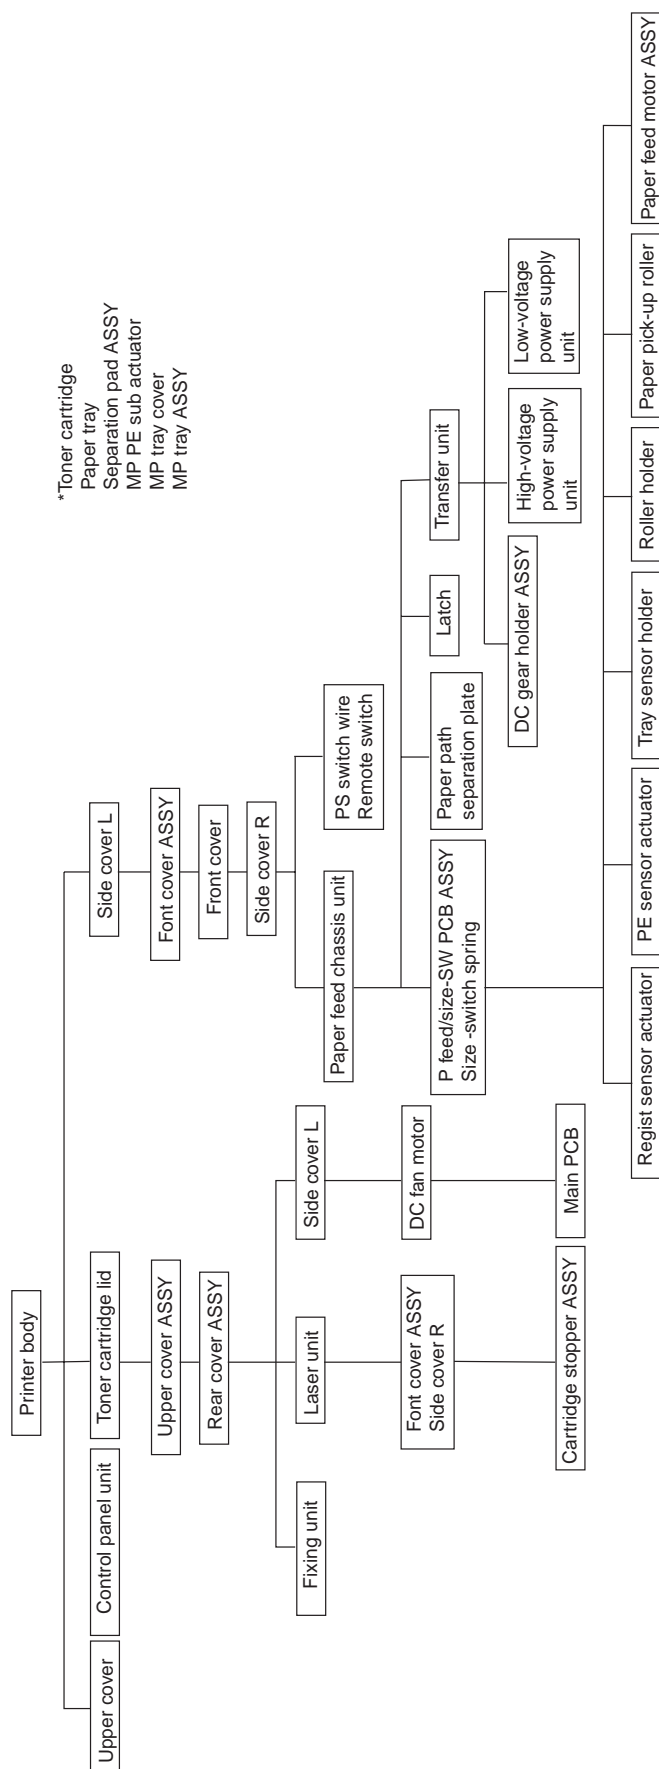 Printer body
*Toner cartridge
Paper tray
Separation pad ASSY
MP PE sub actuator
MP tray cover
MP tray ASSY
Upper cover
Control panel unit
Toner cartridge lid
Side cover L
Upper cover ASSY
Font cover ASSY
Rear cover ASSY
Front cover
Side cover R
Fixing unit
Laser unit
Side cover L
Paper feed chassis unit
PS switch wire
Remote switch
Font cover ASSY
Side cover R
DC fan motor
P feed/size-SW PCB ASSY
Size -switch spring
Paper path
separation plate
Latch
Transfer unit
DC gear holder ASSY
High-voltage
power supply
unit
Low-voltage
power supply
unit
Cartridge stopper ASSY
Main PCB
Regist sensor actuator
PE sensor actuator
Tray sensor holder
Roller holder
Paper pick-up roller
Paper feed motor ASSY